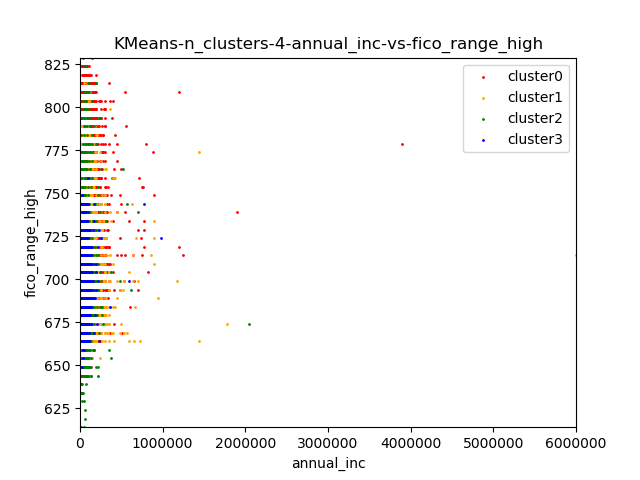 KMeans-n_clusters-4-annual_inc-vs-fico_range_high
825
800
775
750
725
700
675
650
625
fico_range_high
cluster0
cluster1
cluster2
cluster3
0 1000000 2000000 3000000 4000000 5000000 6000000
annual_inc